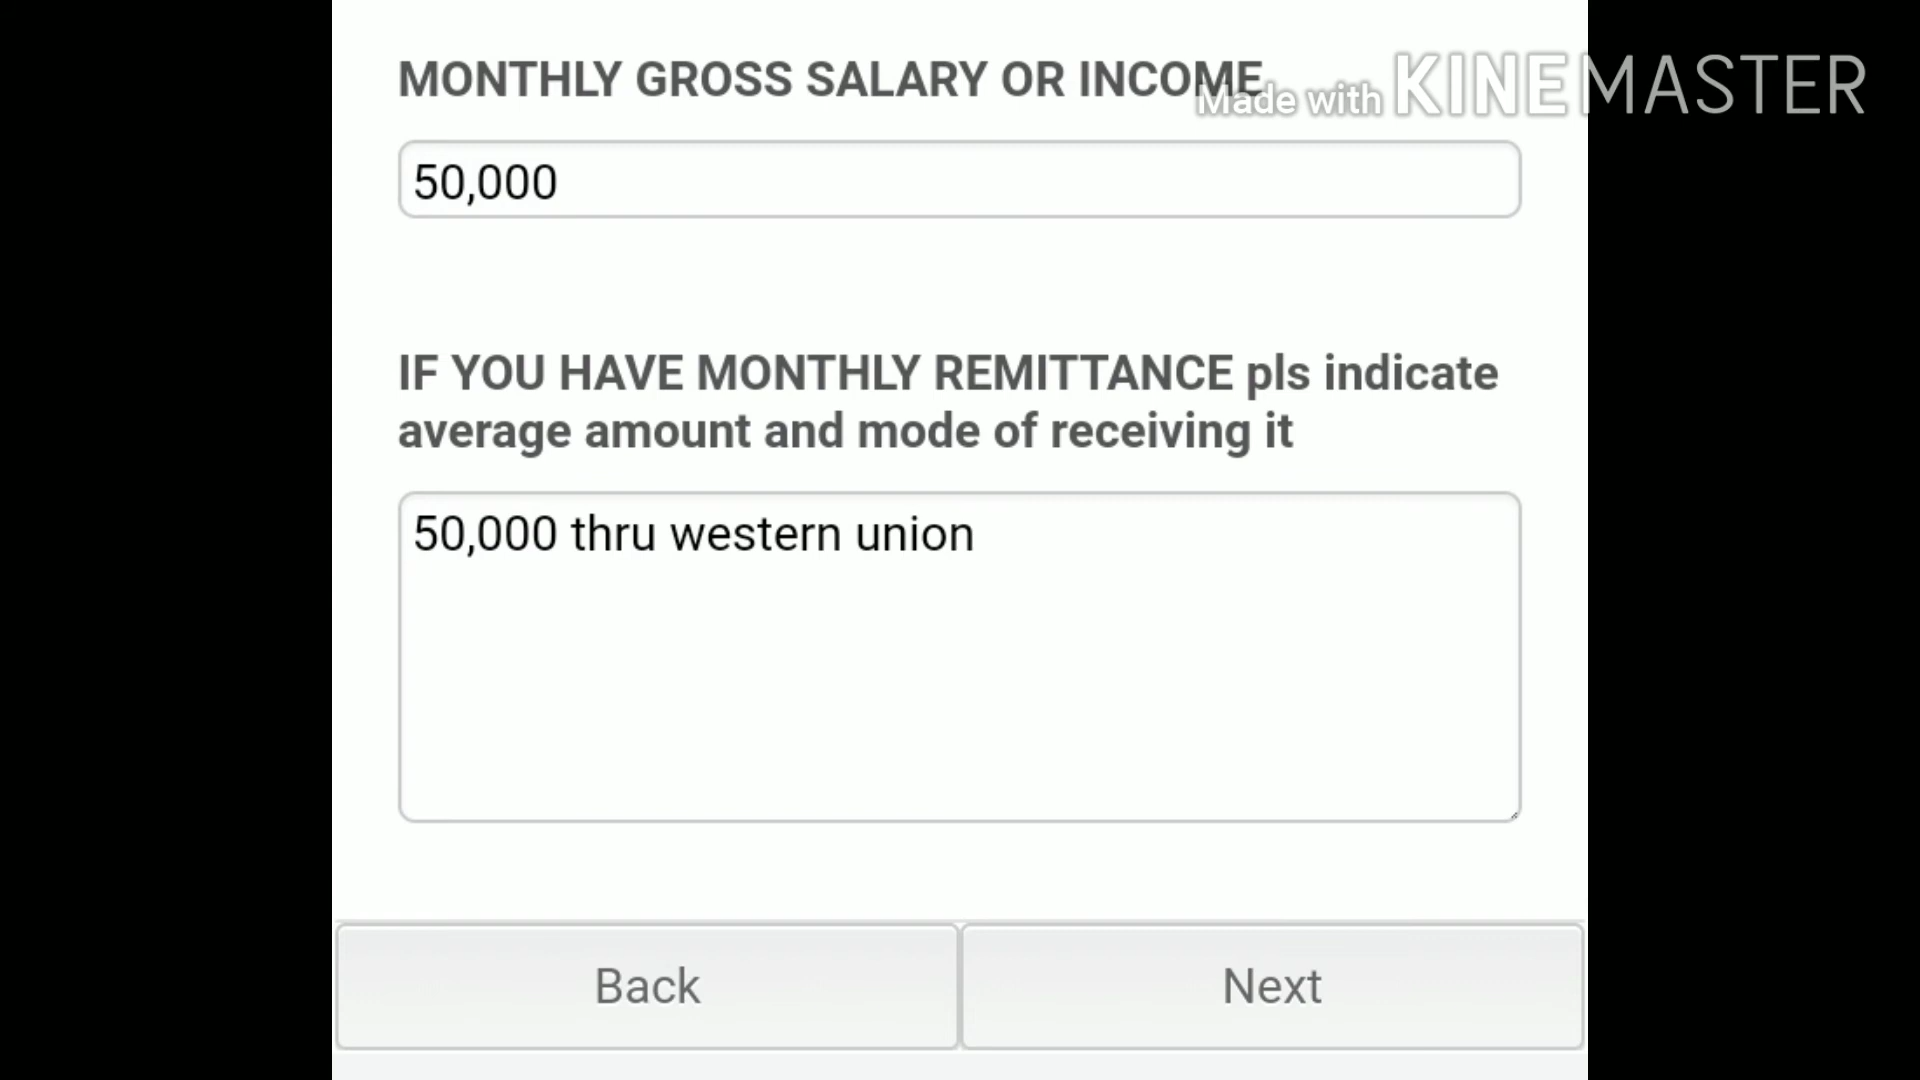 MONTHLY GROSS SALARY OR INCOME
Made with KINEMASTER
50,000
IF YOU HAVE MONTHLY REMITTANCE pls indicate
average amount and mode of receiving it
50,000 thru western union
Back
Next